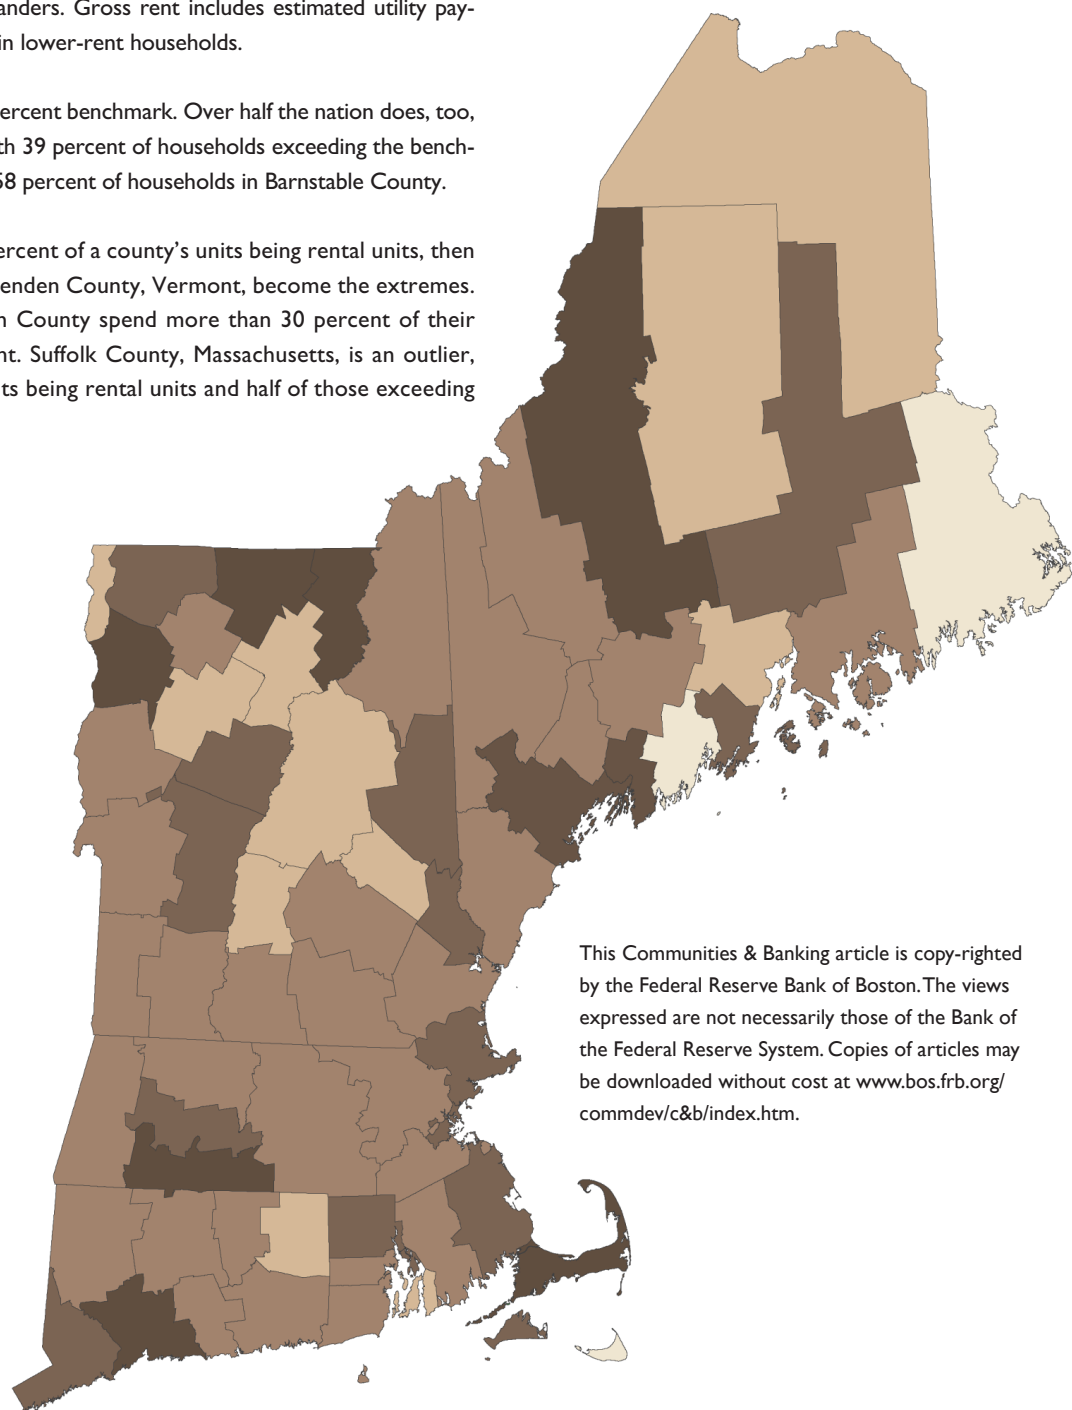 anders. Gross rent includes estimated utility pay-
in lower-rent households.
ercent benchmark. Over half the nation does, too,
th 39 percent of households exceeding the bench-
58 percent of households in Barnstable County.
ercent of a county's units being rental units, then
enden County, Vermont, become the extremes.
n County spend more than 30 percent of their
nt. Suffolk County, Massachusetts, is an outlier,
ts being rental units and half of those exceeding
This Communities & Banking article is copy-righted
by the Federal Reserve Bank of Boston. The views
expressed are not necessarily those of the Bank of
the Federal Reserve System. Copies of articles may
be downloaded without cost at www.bos.frb.org/
commdev/c&b/index.htm.